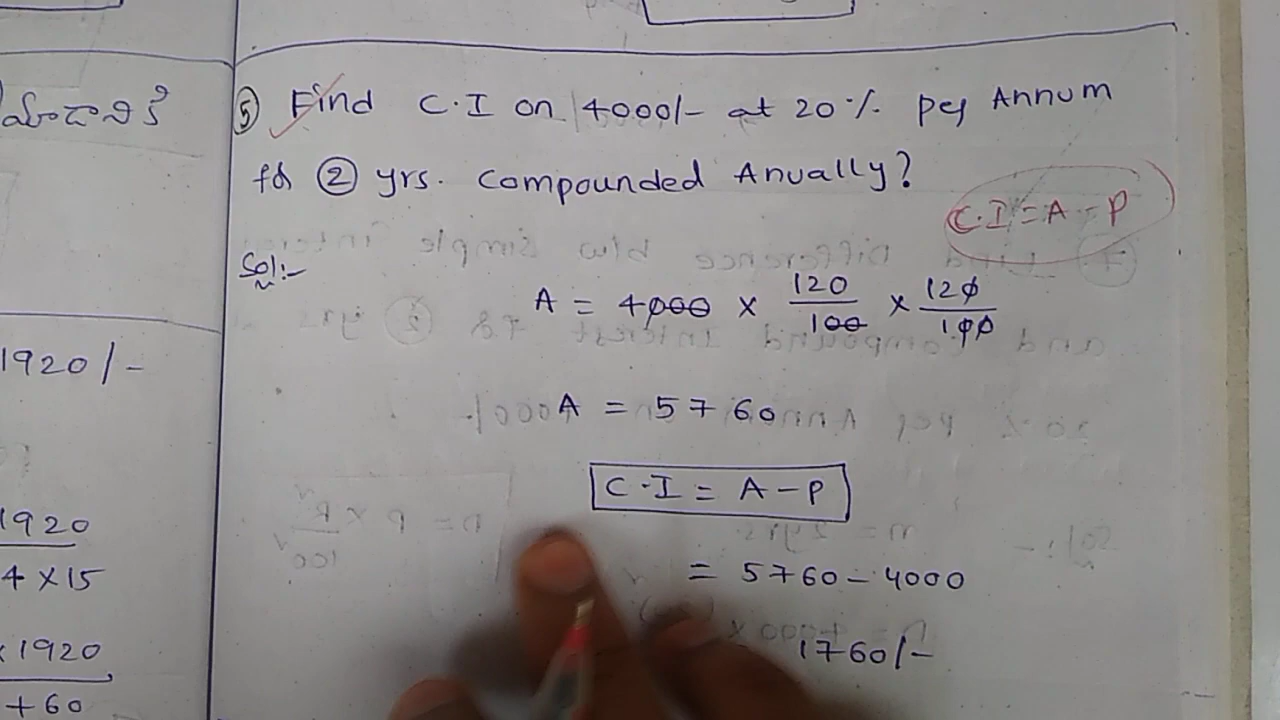 ⑤ Find C.I on 4000/- at 20% per Annum
for ② yrs. Compounded Anually?
C.I = A - P
Sol:-
A = 4000 × 120/100 × 120/100
A = 5760
C.I = A - P
= 5760 - 4000
1760/-
1920/-
1920
4 × 15
× 1920
+ 60